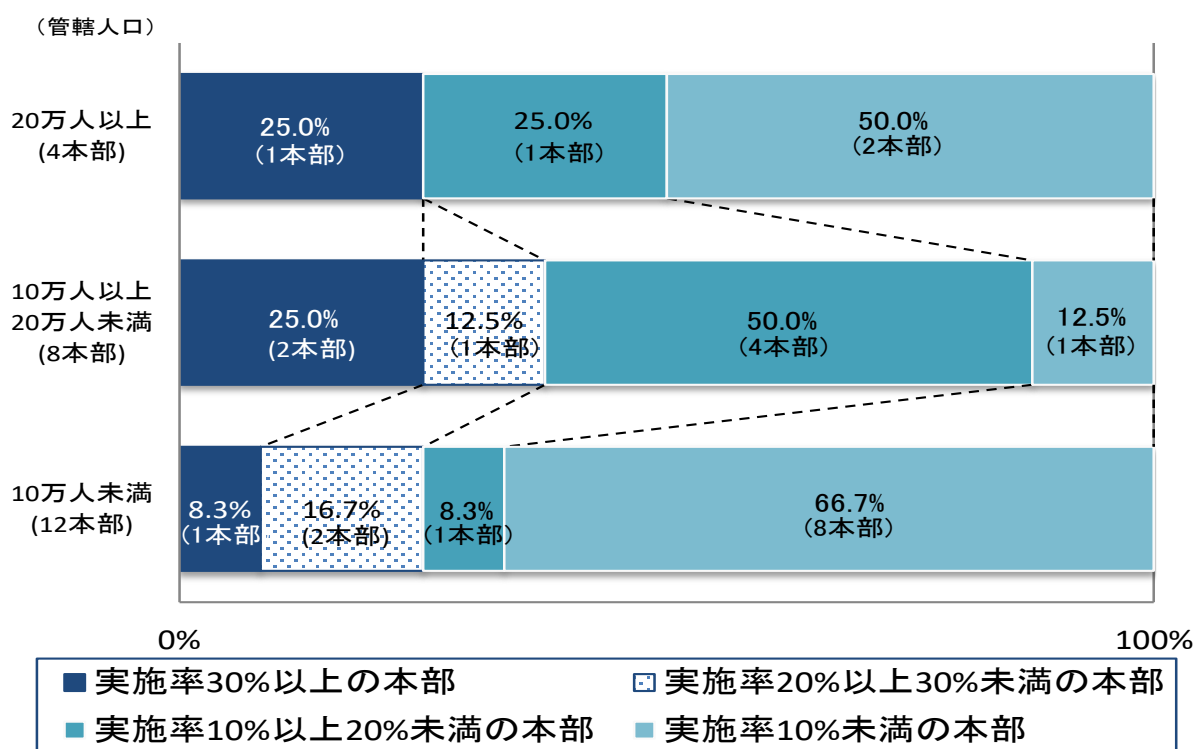 （管轄人口）
20万人以上
(4本部)
25.0%
（1本部）
25.0%
（1本部）
50.0%
（2本部）
10万人以上
20万人未満
(8本部)
25.0%
(2本部)
12.5%
（1本部）
50.0%
（4本部）
12.5%
（1本部）
10万人未満
(12本部)
8.3%
（1本部
16.7%
(2本部)
8.3%
（1本部）
66.7%
（8本部）
0%
100%
実施率30%以上の本部
実施率20%以上30%未満の本部
実施率10%以上20%未満の本部
実施率10%未満の本部